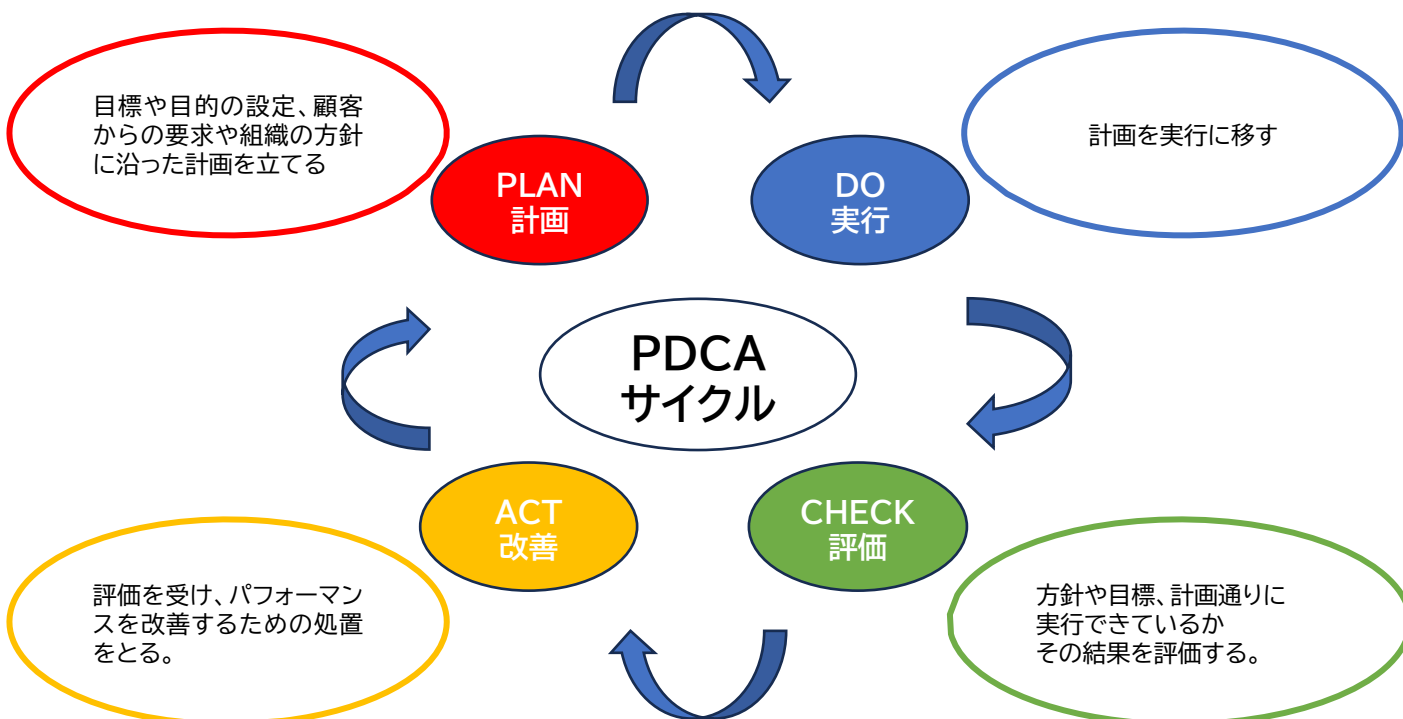 目標や目的の設定、顧客
からの要求や組織の方針
に沿った計画を立てる
PLAN
計画
DO
実行
計画を実行に移す
PDCA
サイクル
ACT
改善
CHECK
評価
評価を受け、パフォーマン
スを改善するための処置
をとる。
方針や目標、計画通りに
実行できているか
その結果を評価する。